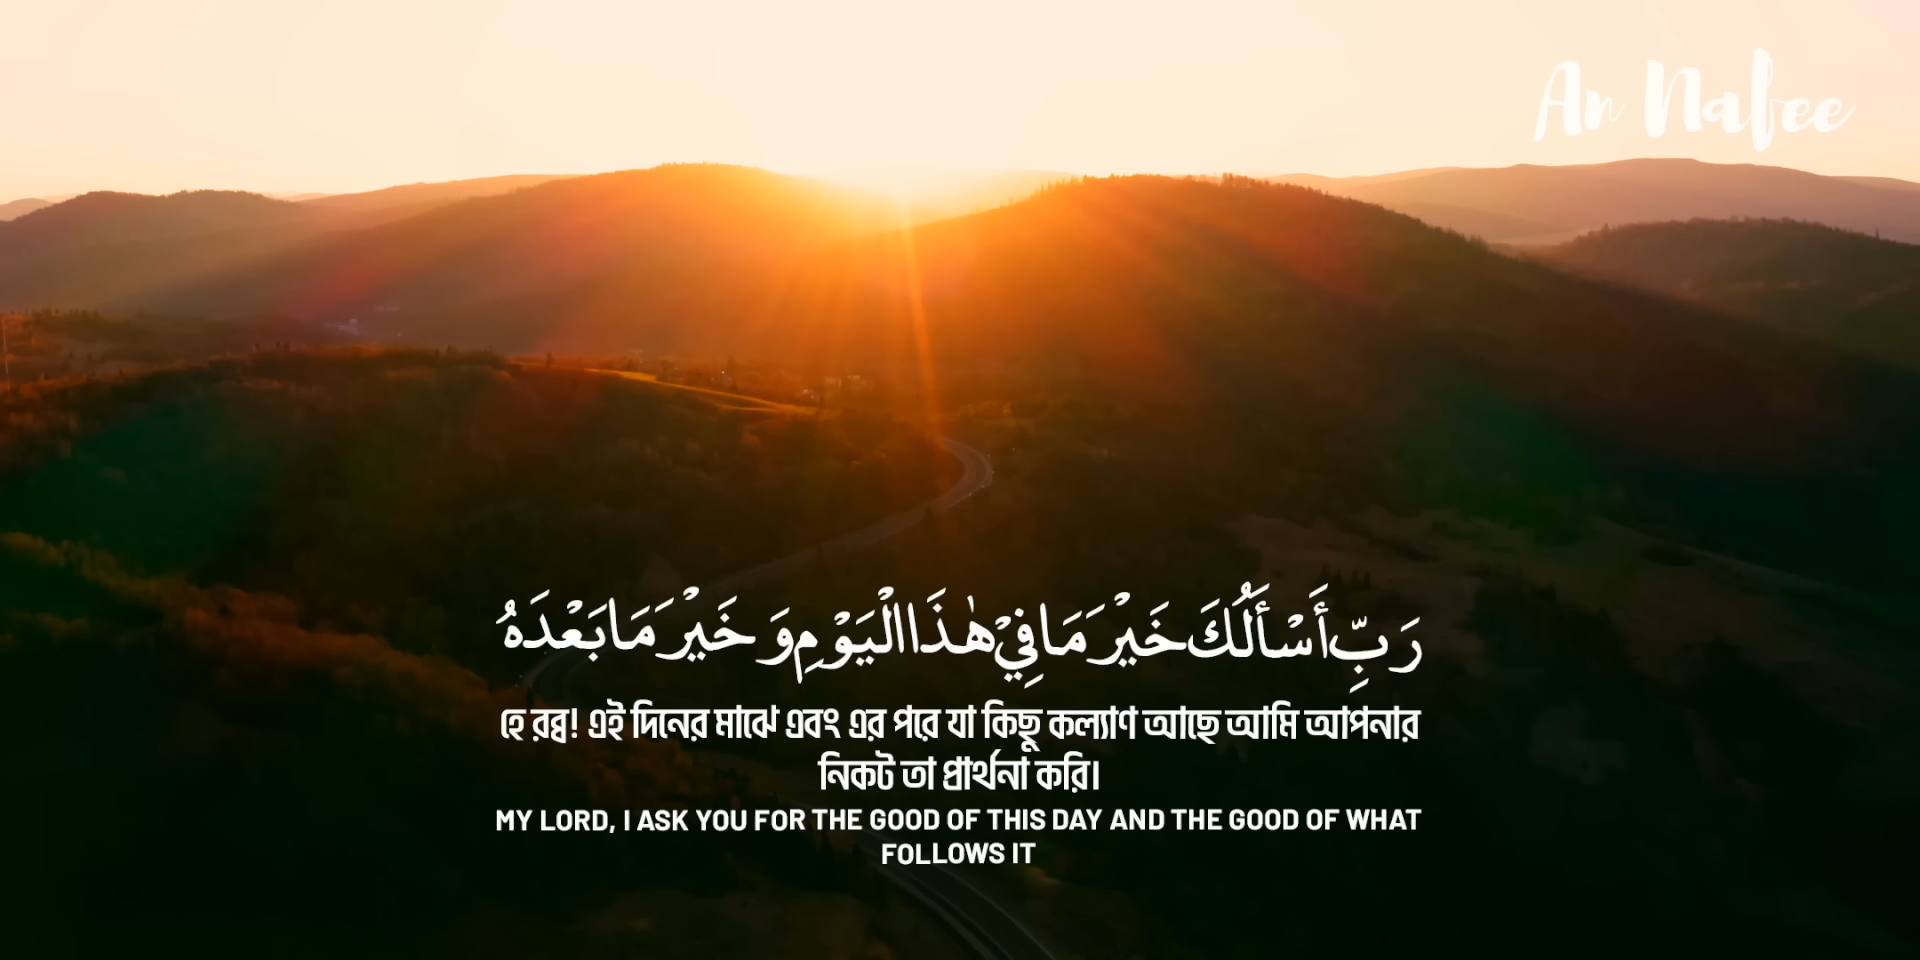 An Nafee
رَبِّ أَسْأَلُكَ خَيْرَ مَا فِيْ هٰذَا الْيَوْمِ وَ خَيْرَ مَا بَعْدَهُ
হে রব্ব! এই দিনের মাঝে এবং এর পরে যা কিছু কল্যাণ আছে আমি আপনার
নিকট তা প্রার্থনা করি।
MY LORD, I ASK YOU FOR THE GOOD OF THIS DAY AND THE GOOD OF WHAT
FOLLOWS IT